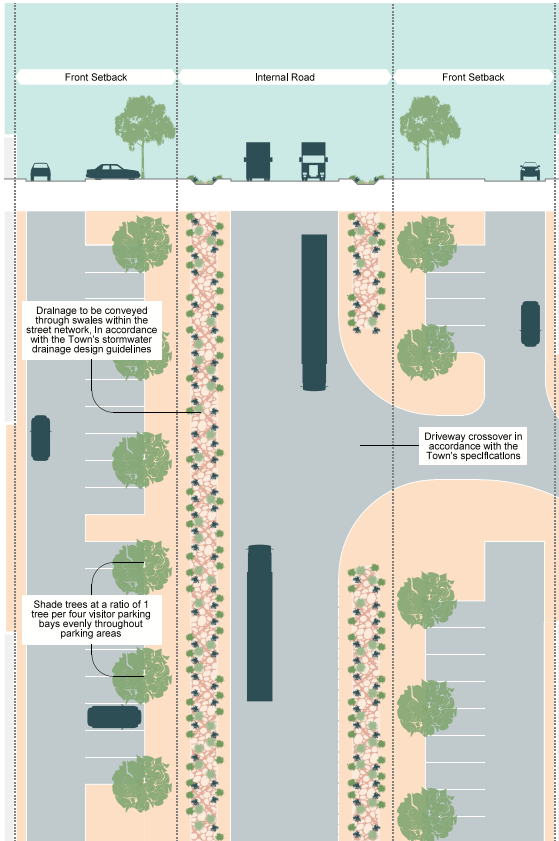 Front Setback
Internal Road
Front Setback
Drainage to be conveyed
through swales within the
street network, In accordance
with the Town's stormwater
drainage design guidelines
Driveway crossover in
accordance with the
Town's specifications
Shade trees at a ratio of 1
tree per four visitor parking
bays evenly throughout
parking areas